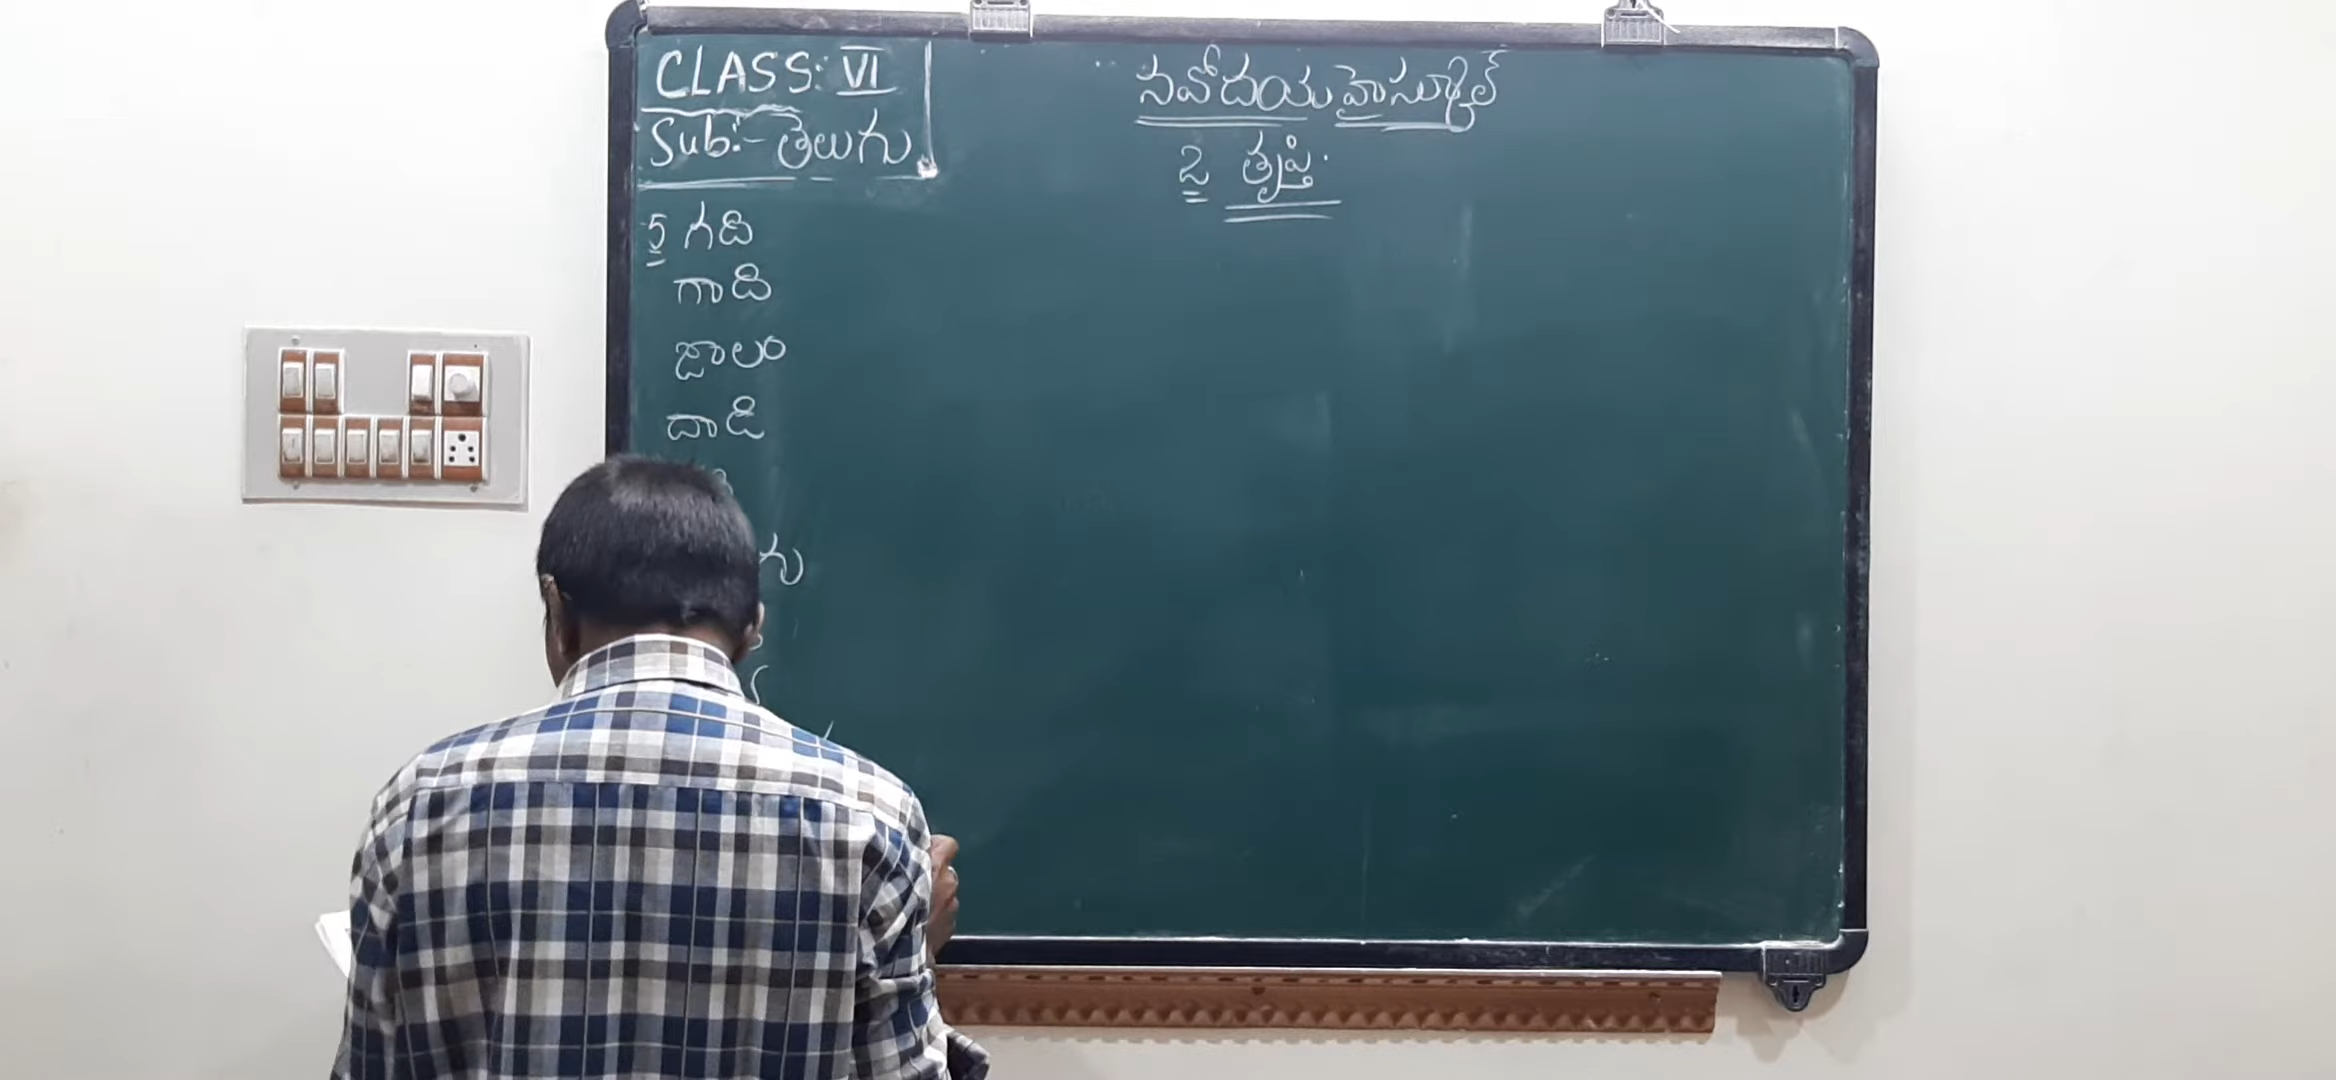 CLASS: VI
Sub:- తెలుగు
నవోదయ హైస్కూల్
2 తృప్తి
5 గది
గాది
జాలం
దాడి
గు